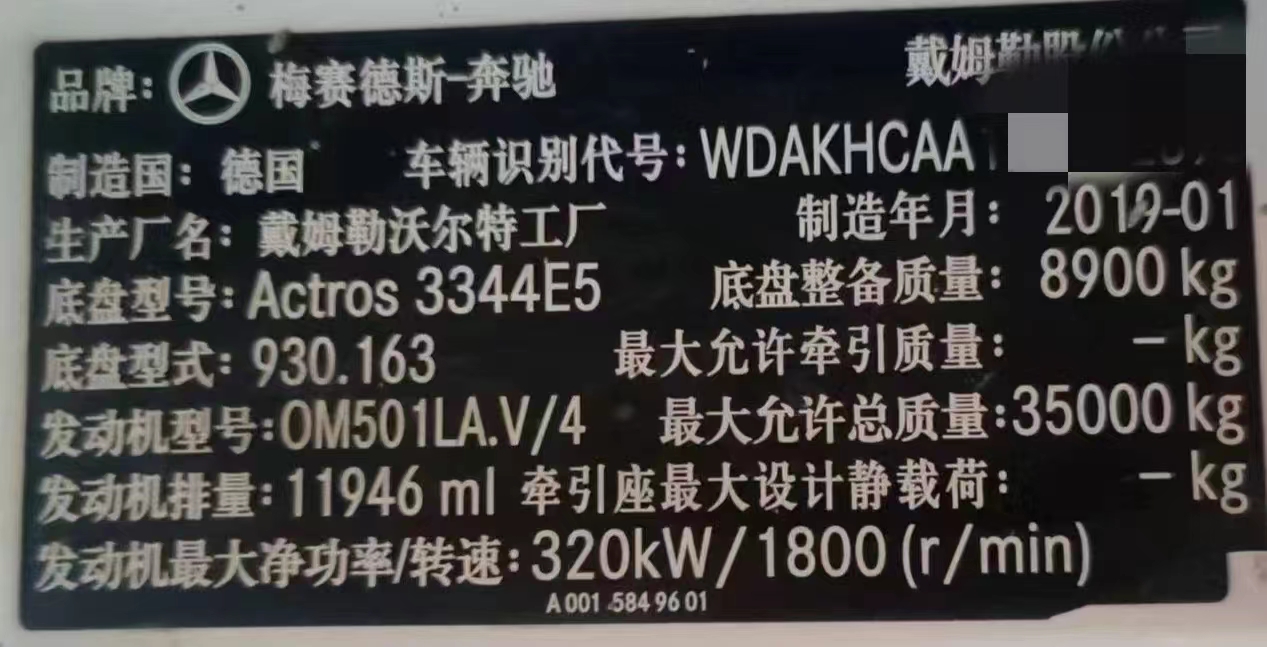 品牌: 梅赛德斯-奔驰 戴姆勒股份
制造国: 德国 车辆识别代号: WDAKHCAA
生产厂名: 戴姆勒沃尔特工厂 制造年月: 2019-01
底盘型号: Actros 3344E5 底盘整备质量: 8900 kg
底盘型式: 930.163 最大允许牵引质量: – kg
发动机型号: OM501LA.V/4 最大允许总质量: 35000 kg
发动机排量: 11946 ml 牵引座最大设计静载荷: – kg
发动机最大净功率/转速: 320kW/1800 (r/min)
A 001 584 96 01